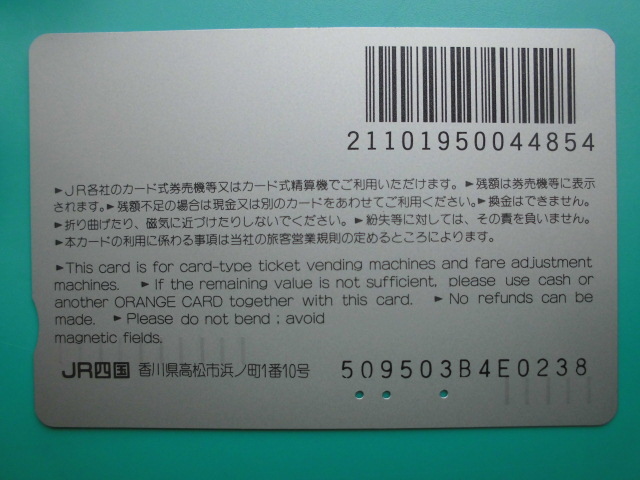 21101950044854
►JR各社のカード式券売機等又はカード式精算機でご利用いただけます。►残額は券売機等に表示
されます。►残額不足の場合は現金又は別のカードをあわせてご利用ください。►換金はできません。
►折り曲げたり、磁気に近づけたりしないでください。►紛失等に対しては、その責を負いません。
►本カードの利用に係わる事項は当社の旅客営業規則の定めるところによります。
►This card is for card-type ticket vending machines and fare adjustment
machines. ►If the remaining value is not sufficient, please use cash or
another ORANGE CARD together with this card. ►No refunds can be
made. ►Please do not bend ; avoid
magnetic fields.
JR四国 香川県高松市浜ノ町1番10号 509503B4E0238